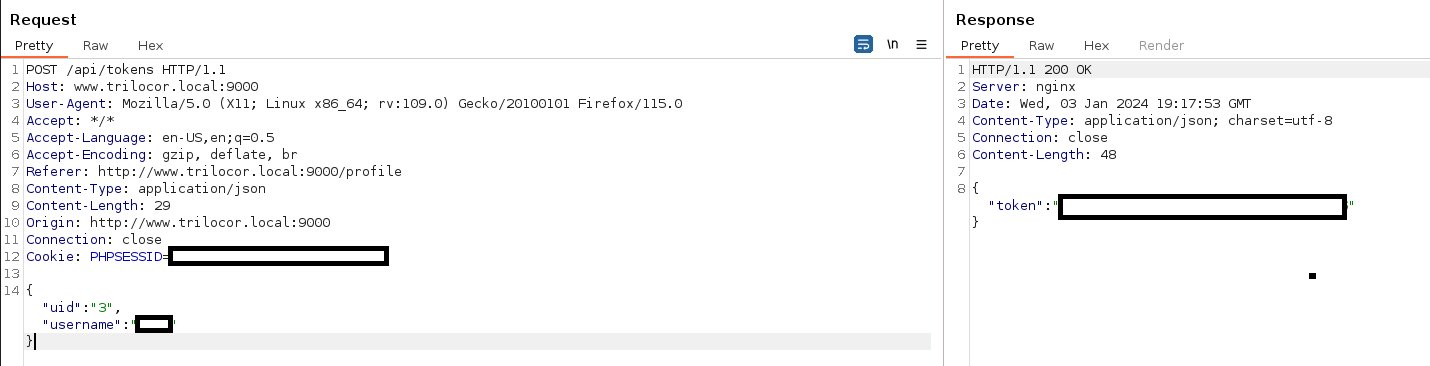 Request
Pretty Raw Hex
\n
1 POST /api/tokens HTTP/1.1
2 Host: www.trilocor.local:9000
3 User-Agent: Mozilla/5.0 (X11; Linux x86_64; rv:109.0) Gecko/20100101 Firefox/115.0
4 Accept: */*
5 Accept-Language: en-US,en;q=0.5
6 Accept-Encoding: gzip, deflate, br
7 Referer: http://www.trilocor.local:9000/profile
8 Content-Type: application/json
9 Content-Length: 29
10 Origin: http://www.trilocor.local:9000
11 Connection: close
12 Cookie: PHPSESSID=
13
14 {
"uid":"3",
"username":""
}
Response
Pretty Raw Hex Render
1 HTTP/1.1 200 OK
2 Server: nginx
3 Date: Wed, 03 Jan 2024 19:17:53 GMT
4 Content-Type: application/json; charset=utf-8
5 Connection: close
6 Content-Length: 48
7
8 {
"token":""
}